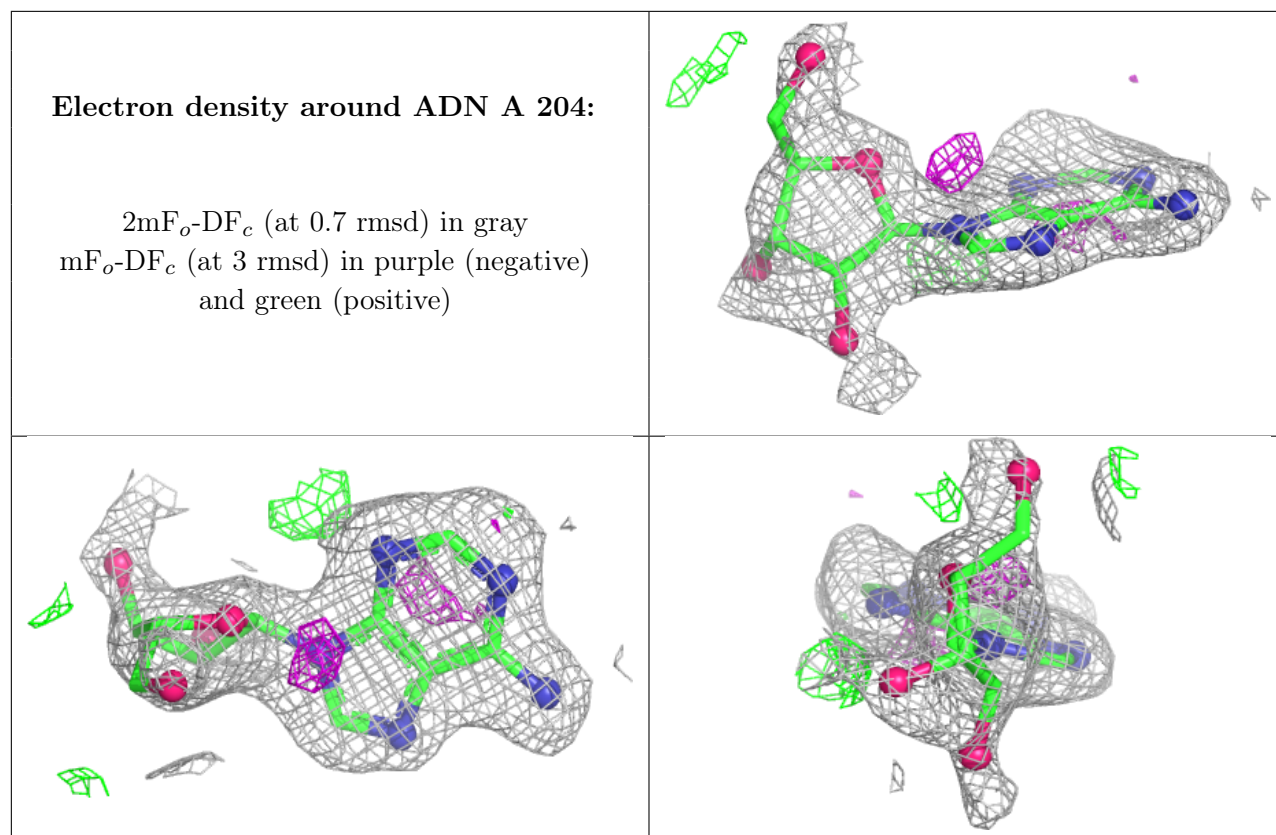 Electron density around ADN A 204:
2mFo-DFc (at 0.7 rmsd) in gray
mFo-DFc (at 3 rmsd) in purple (negative)
and green (positive)